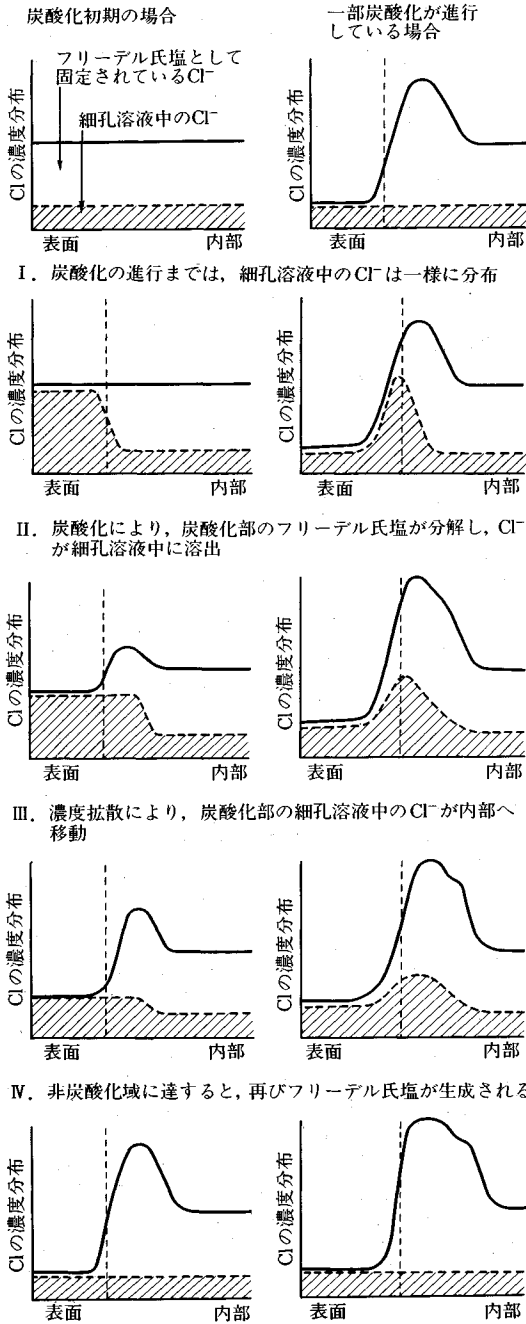 炭酸化初期の場合
一部炭酸化が進行
している場合
フリーデル氏塩として
固定されているCl⁻
細孔溶液中のCl⁻
Clの濃度分布
表面
内部
Clの濃度分布
表面
内部
Ⅰ. 炭酸化の進行までは，細孔溶液中のCl⁻は一様に分布
Clの濃度分布
表面
内部
Clの濃度分布
表面
内部
Ⅱ. 炭酸化により，炭酸化部のフリーデル氏塩が分解し，Cl⁻
が細孔溶液中に溶出
Clの濃度分布
表面
内部
Clの濃度分布
表面
内部
Ⅲ. 濃度拡散により，炭酸化部の細孔溶液中のCl⁻が内部へ
移動
Clの濃度分布
表面
内部
Clの濃度分布
表面
内部
Ⅳ. 非炭酸化域に達すると，再びフリーデル氏塩が生成される
Clの濃度分布
表面
内部
Clの濃度分布
表面
内部